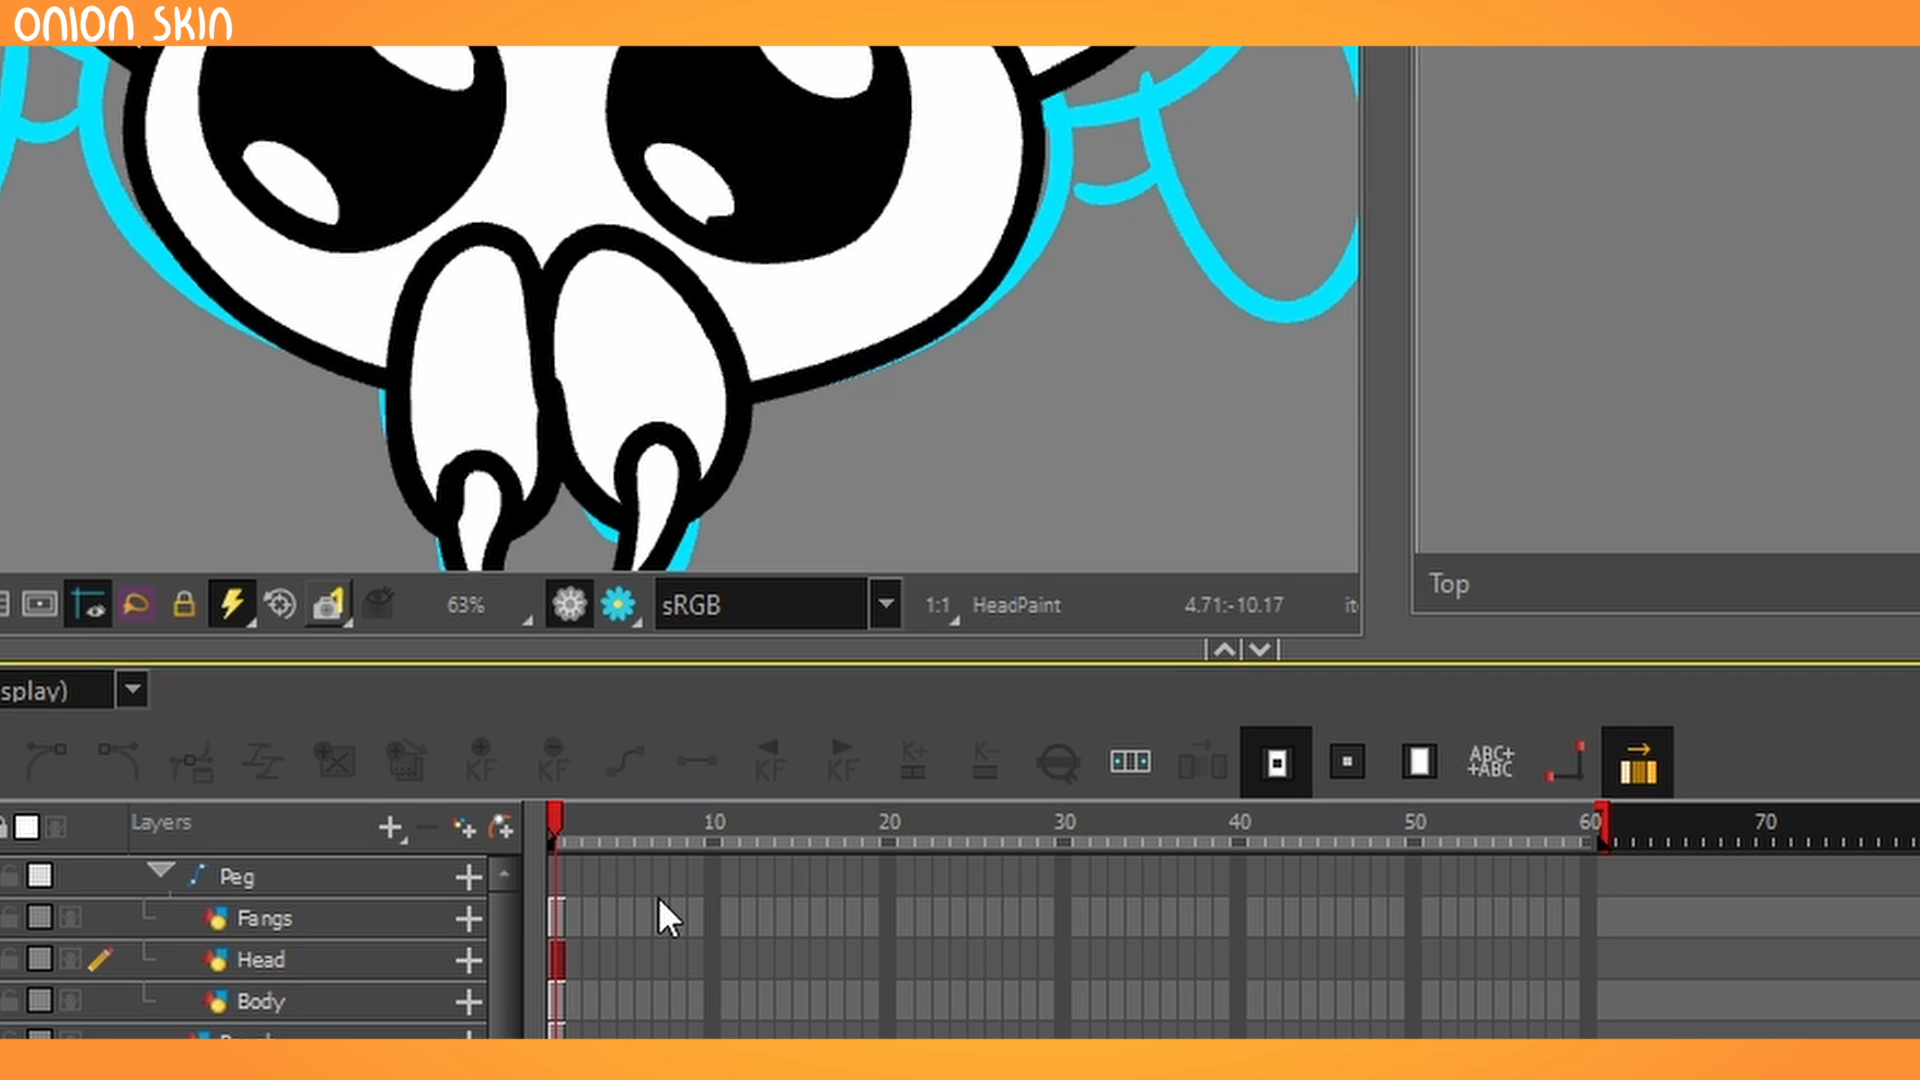 ONION SKIN
63%
sRGB
1:1
HeadPaint
4.71:-10.17
it
Top
splay)
KF
KF
KF
KF
K+
K-
ABC+
+ABC
Layers
10
20
30
40
50
60
70
Peg
Fangs
Head
Body